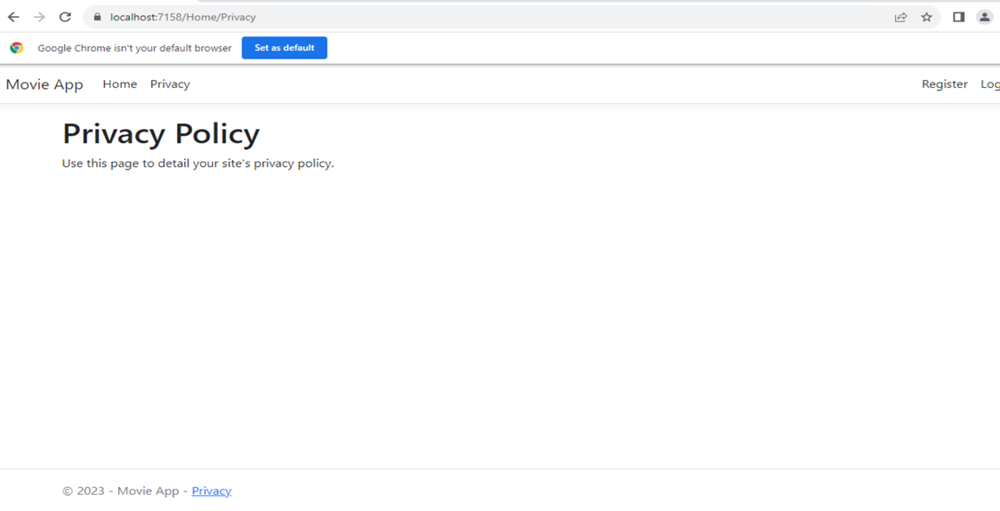 localhost:7158/Home/Privacy
Google Chrome isn't your default browser Set as default
Movie App Home Privacy Register Log
Privacy Policy
Use this page to detail your site's privacy policy.
© 2023 - Movie App - Privacy